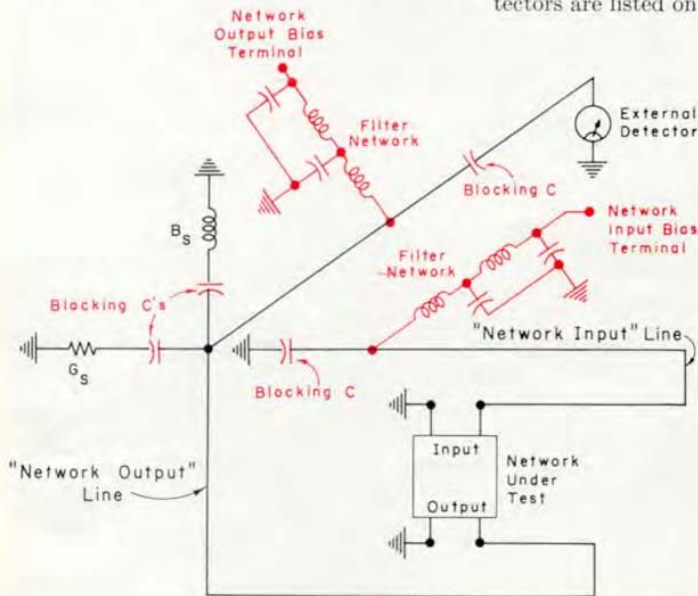 tectors are listed on
Network
Output Bias
Terminal
Filter
Network
External
Detector
Blocking C
B_S
Network
Input Bias
Terminal
Filter
Network
Blocking C's
"Network Input" Line
G_S
Blocking C
"Network Output"
Line
Input
Network
Under
Test
Output